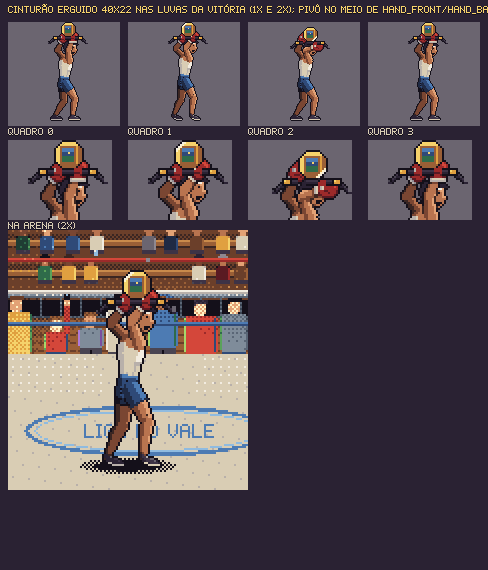 CINTURÃO ERGUIDO 40X22 NAS LUVAS DA VITÓRIA (1X E 2X); PIVÔ NO MEIO DE HAND_FRONT/HAND_BA
QUADRO 0 QUADRO 1 QUADRO 2 QUADRO 3
NA ARENA (2X)
VALE